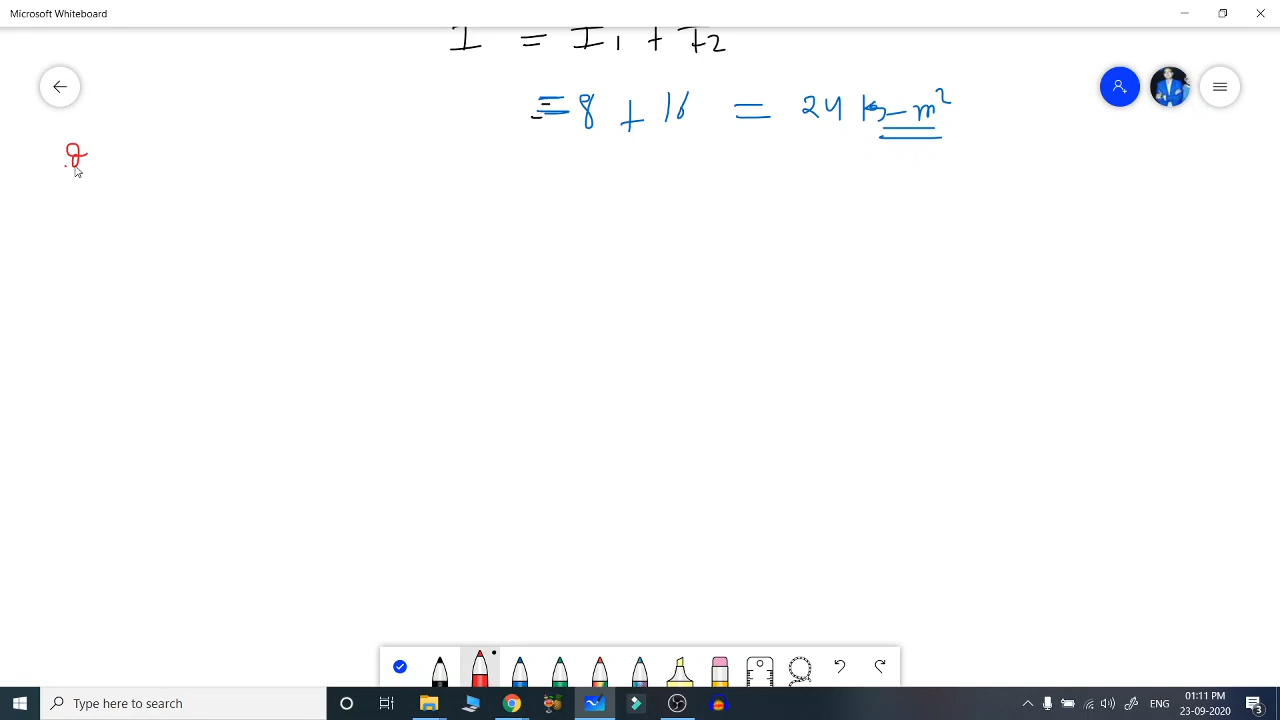 Microsoft Whiteboard
I = I1 + I2
= 8 + 16 = 24 kg-m²
Type here to search
ENG
01:11 PM
23-09-2020
3